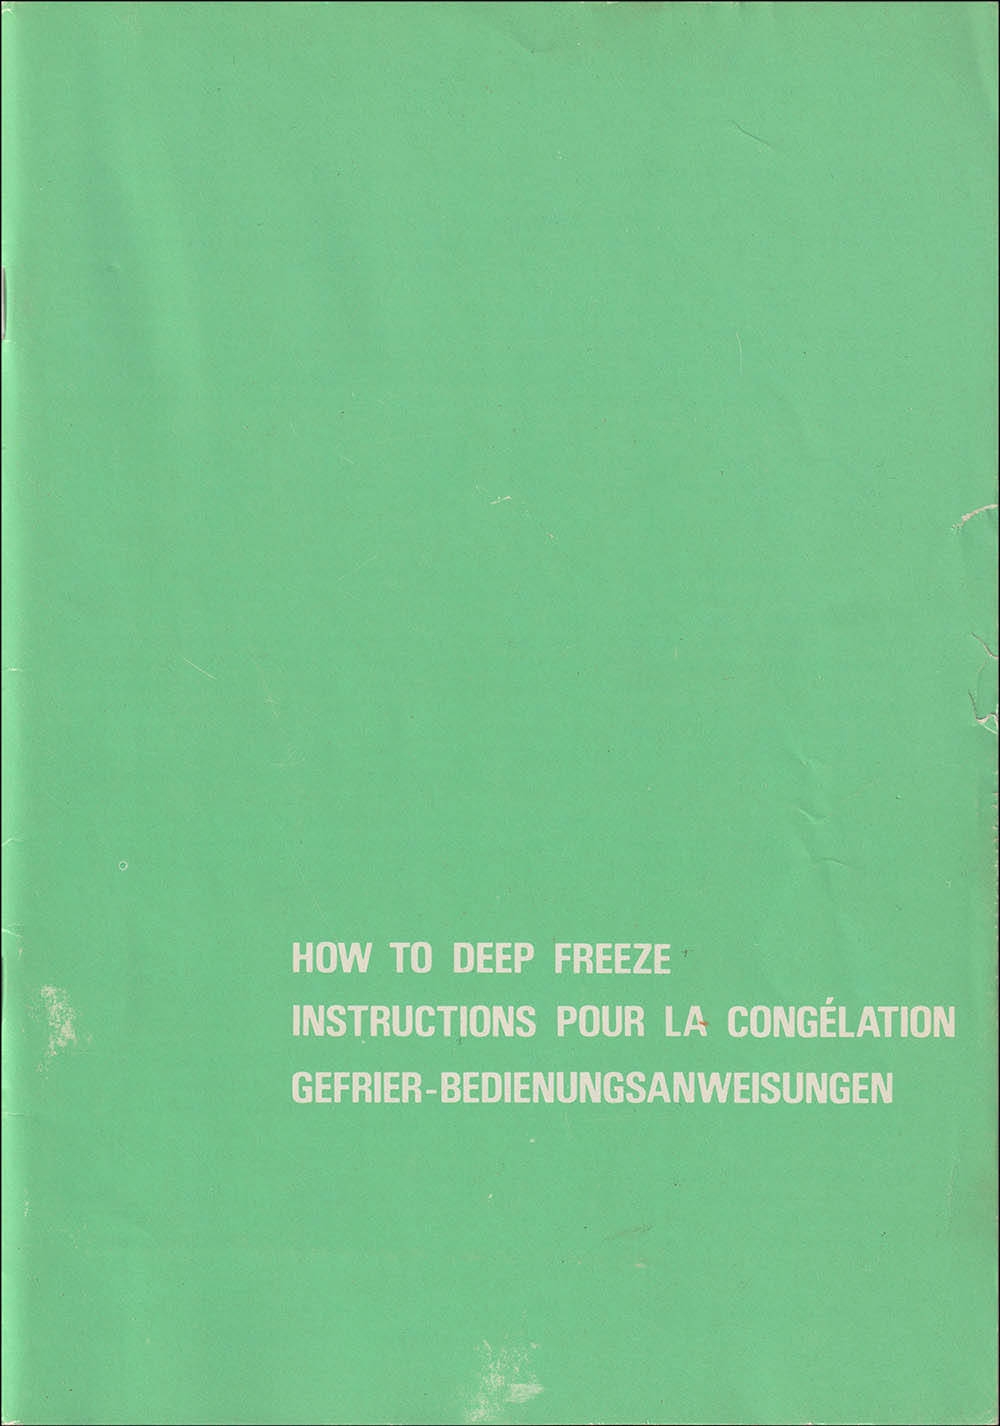 HOW TO DEEP FREEZE
INSTRUCTIONS POUR LA CONGÉLATION
GEFRIER-BEDIENUNGSANWEISUNGEN